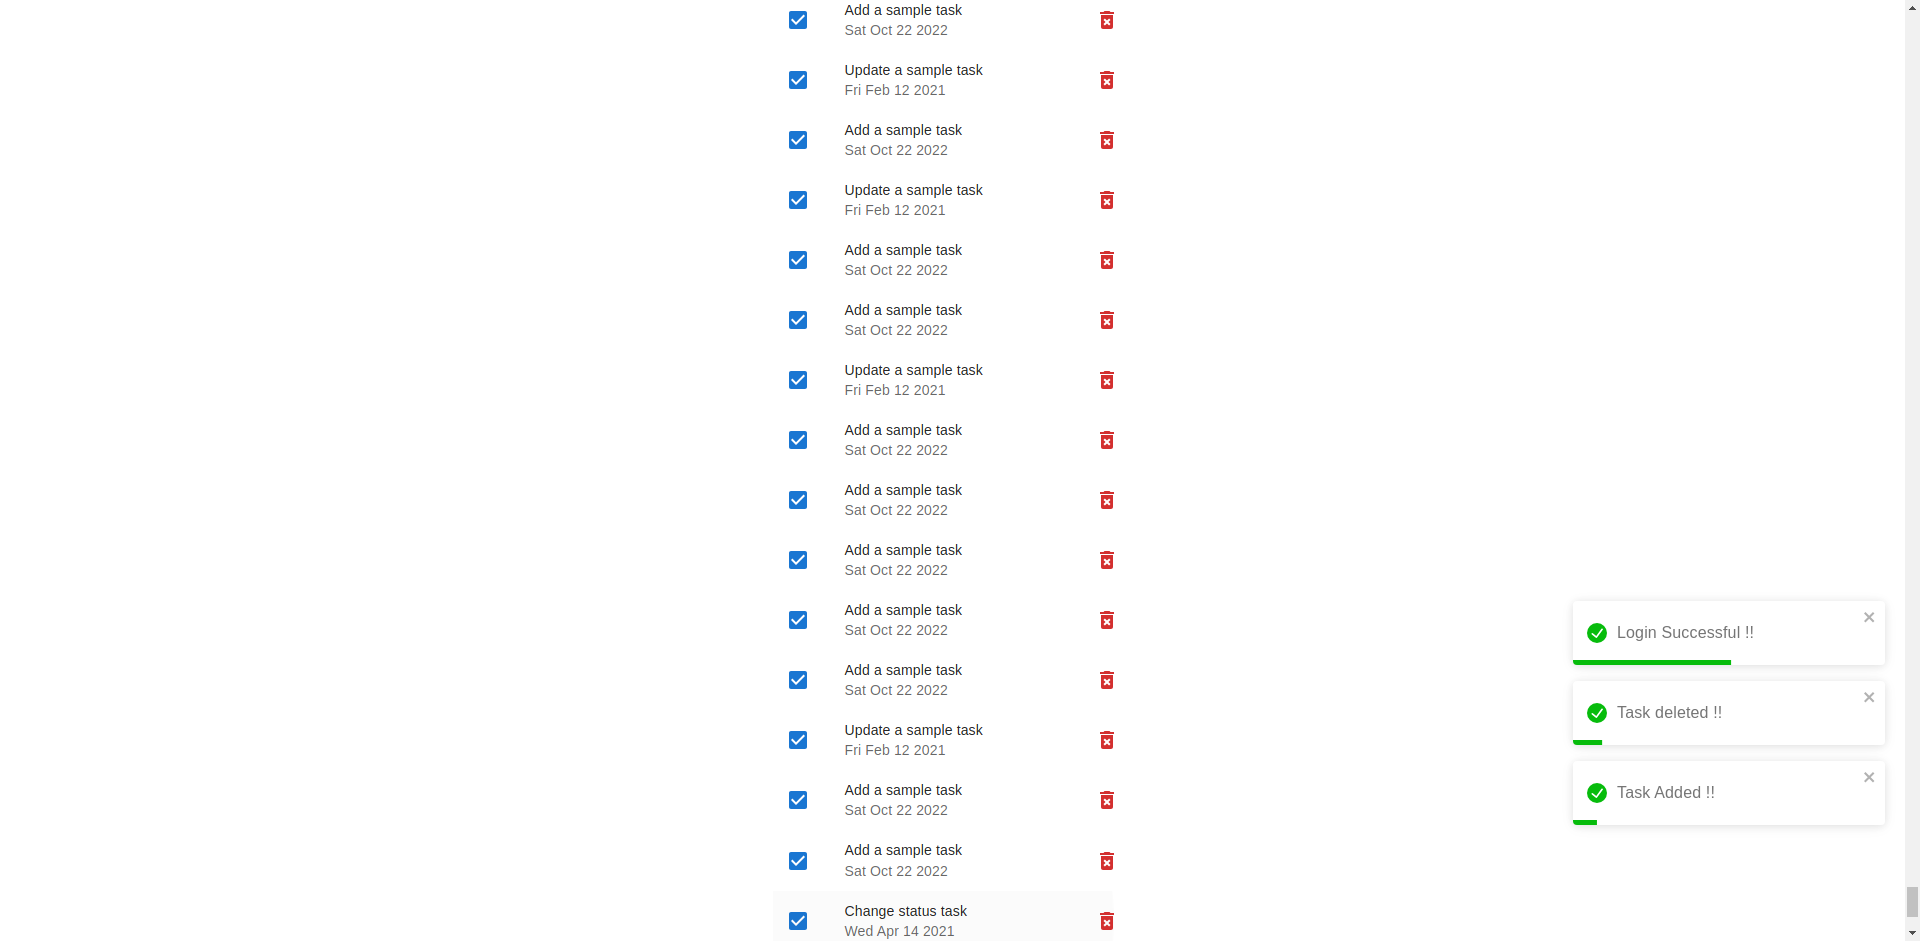 Add a sample task
Sat Oct 22 2022
Update a sample task
Fri Feb 12 2021
Add a sample task
Sat Oct 22 2022
Update a sample task
Fri Feb 12 2021
Add a sample task
Sat Oct 22 2022
Add a sample task
Sat Oct 22 2022
Update a sample task
Fri Feb 12 2021
Add a sample task
Sat Oct 22 2022
Add a sample task
Sat Oct 22 2022
Add a sample task
Sat Oct 22 2022
Add a sample task
Sat Oct 22 2022
Add a sample task
Sat Oct 22 2022
Update a sample task
Fri Feb 12 2021
Add a sample task
Sat Oct 22 2022
Add a sample task
Sat Oct 22 2022
Change status task
Wed Apr 14 2021
Login Successful !!
Task deleted !!
Task Added !!